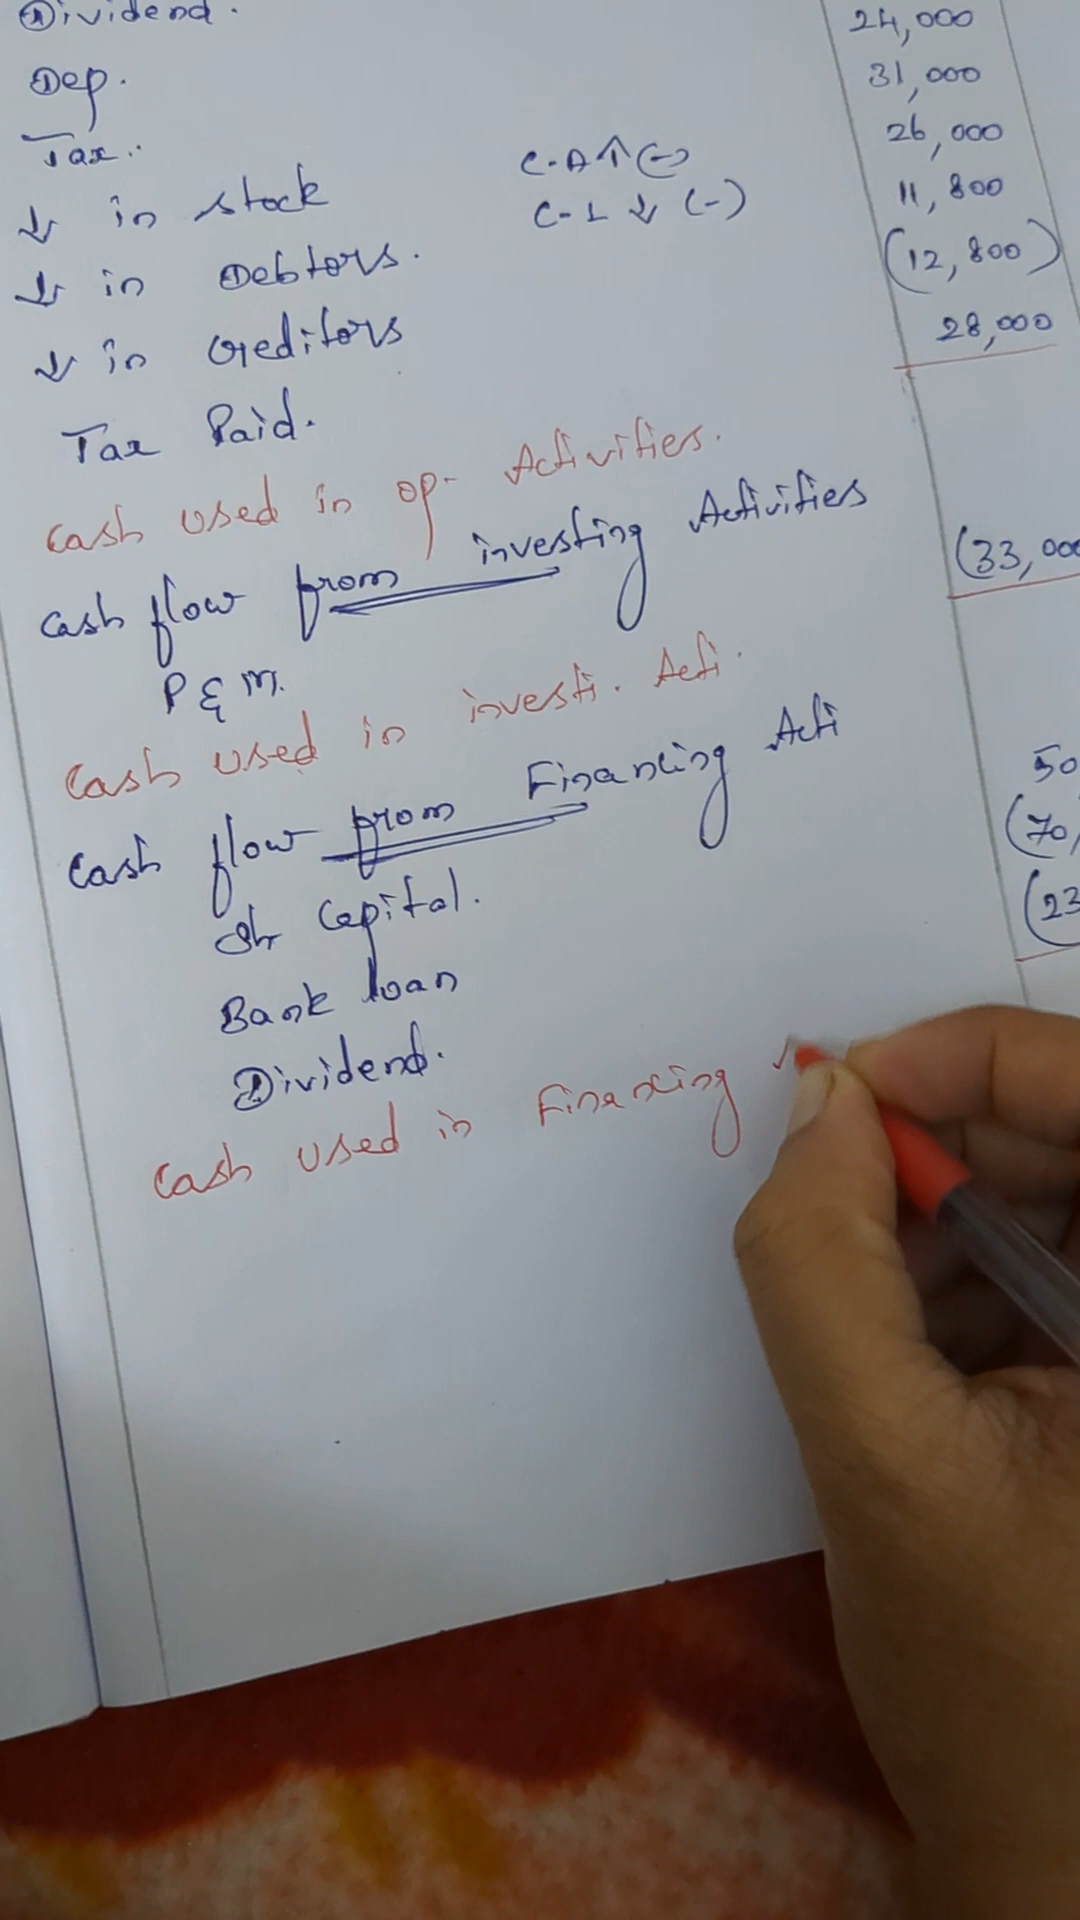 Dividend. 24,000
Dep. 31,000
Tax.. 26,000
↓ in stock C-A↑(-) 11,800
↓ in Debtors. C-L ↓ (-) (12,800)
↓ in creditors 28,000
Tax Paid.
Cash used in op- Activities.
Cash flow from investing Activities
P & M. (33,000
Cash used in investi. Acti.
Cash flow from Financing Acti
Sh Capital. 50
Bank loan (70,
Dividend. (23
Cash used in Financing